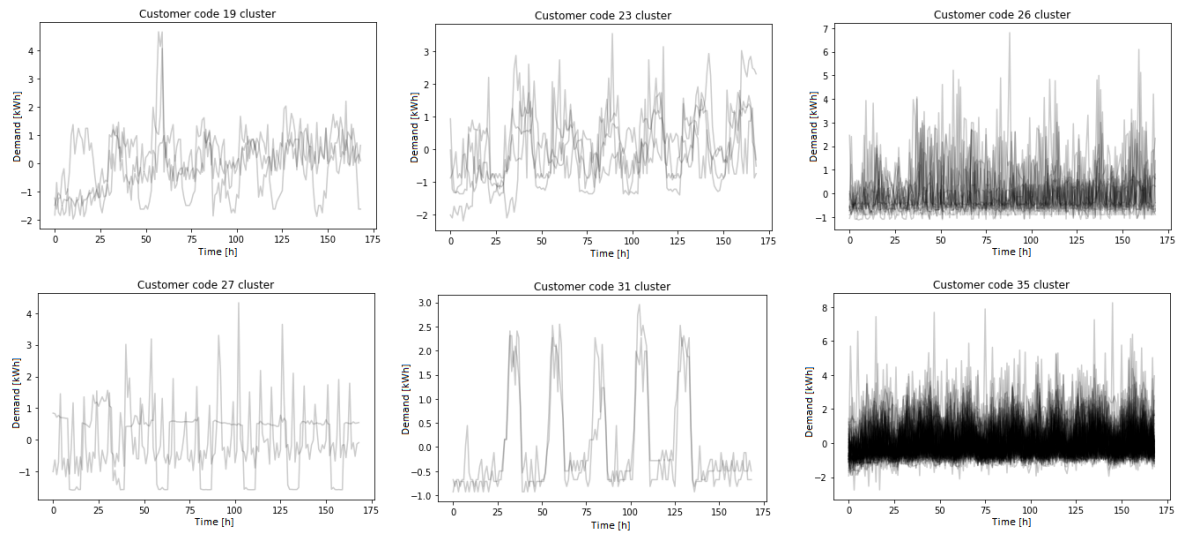 Customer code 19 cluster
Demand [kWh]
4
3
2
1
0
−1
−2
0 25 50 75 100 125 150 175
Time [h]
Customer code 23 cluster
Demand [kWh]
3
2
1
0
−1
−2
0 25 50 75 100 125 150 175
Time [h]
Customer code 26 cluster
Demand [kWh]
7
6
5
4
3
2
1
0
−1
0 25 50 75 100 125 150 175
Time [h]
Customer code 27 cluster
Demand [kWh]
4
3
2
1
0
−1
0 25 50 75 100 125 150 175
Time [h]
Customer code 31 cluster
Demand [kWh]
3.0
2.5
2.0
1.5
1.0
0.5
0.0
−0.5
−1.0
0 25 50 75 100 125 150 175
Time [h]
Customer code 35 cluster
Demand [kWh]
8
6
4
2
0
−2
0 25 50 75 100 125 150 175
Time [h]